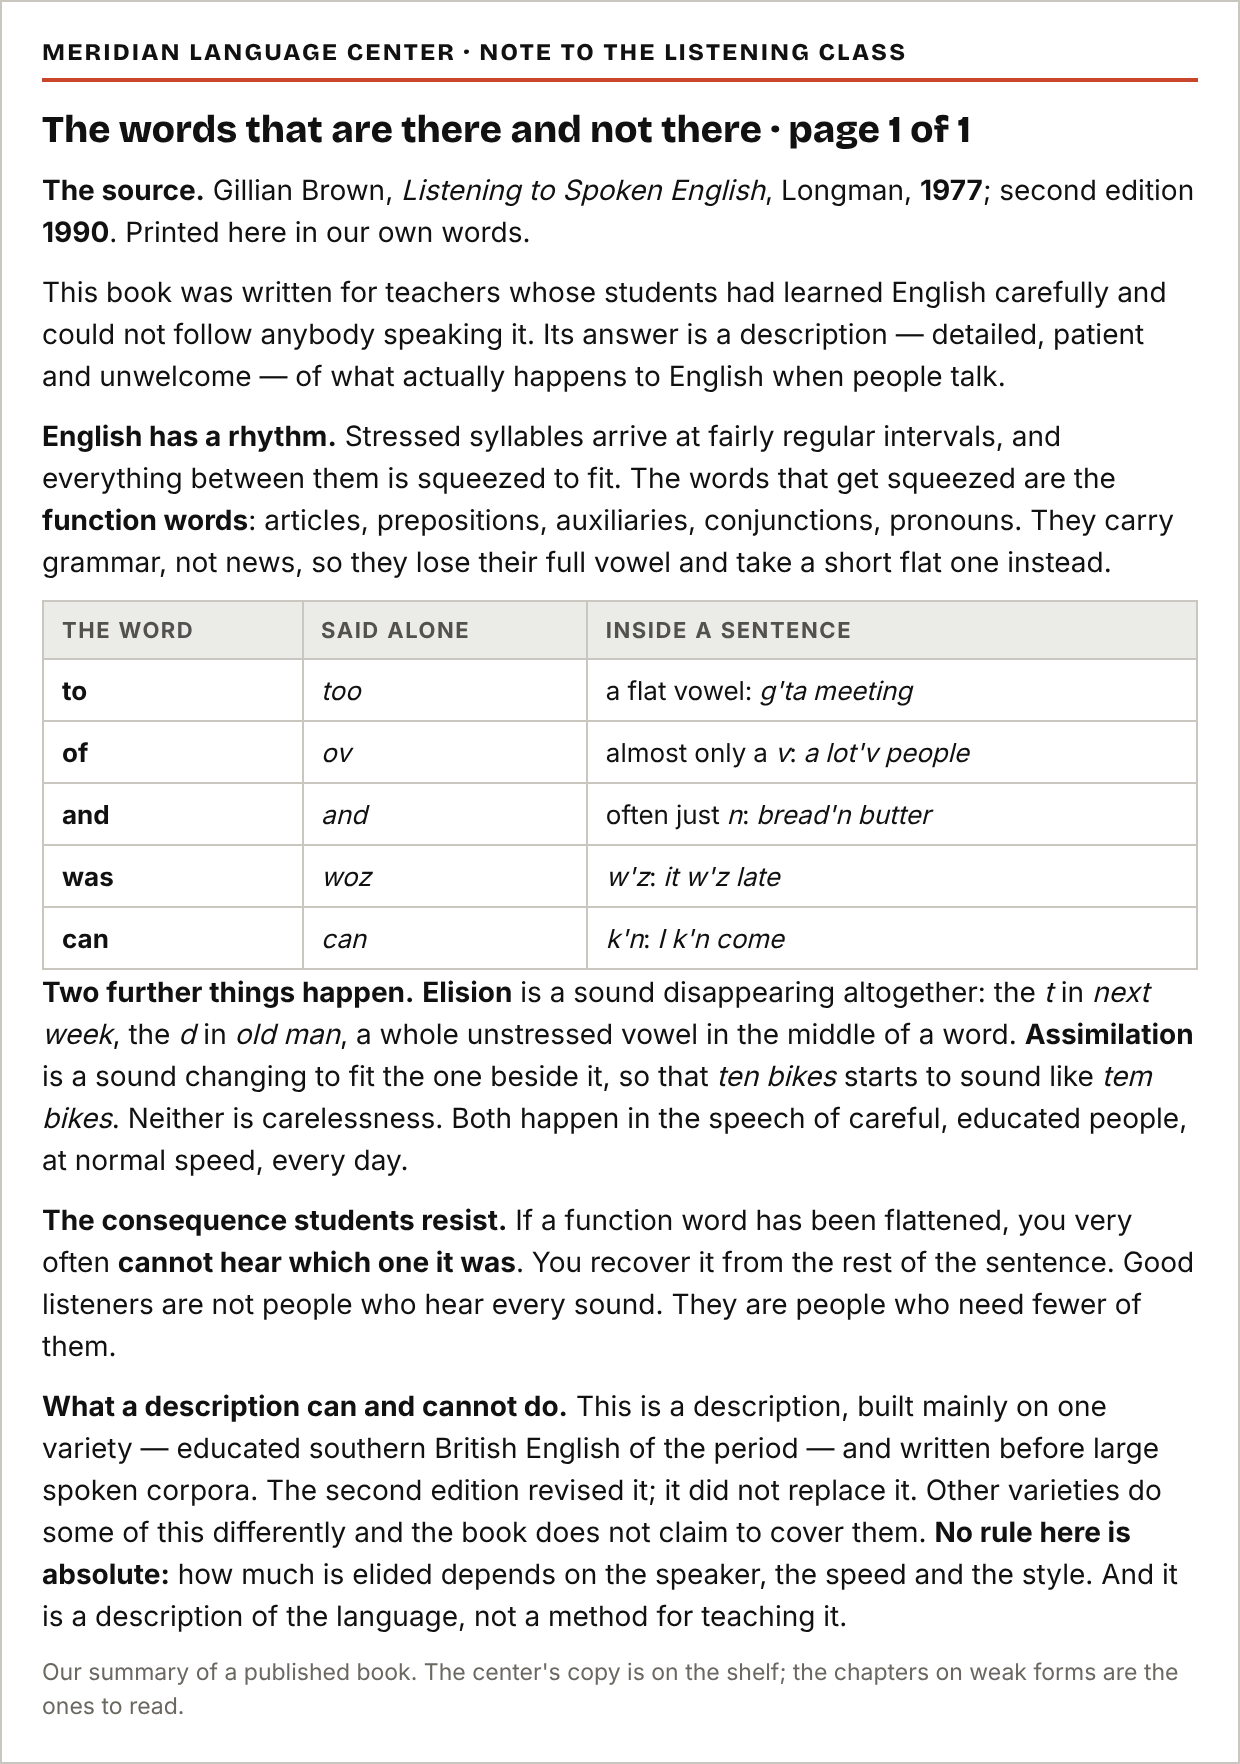 MERIDIAN LANGUAGE CENTER · NOTE TO THE LISTENING CLASS
The words that are there and not there · page 1 of 1
The source. Gillian Brown, Listening to Spoken English, Longman, 1977; second edition
1990. Printed here in our own words.
This book was written for teachers whose students had learned English carefully and
could not follow anybody speaking it. Its answer is a description — detailed, patient
and unwelcome — of what actually happens to English when people talk.
English has a rhythm. Stressed syllables arrive at fairly regular intervals, and
everything between them is squeezed to fit. The words that get squeezed are the
function words: articles, prepositions, auxiliaries, conjunctions, pronouns. They carry
grammar, not news, so they lose their full vowel and take a short flat one instead.
THE WORD SAID ALONE INSIDE A SENTENCE
to too a flat vowel: g'ta meeting
of ov almost only a v: a lot'v people
and and often just n: bread'n butter
was woz w'z: it w'z late
can can k'n: I k'n come
Two further things happen. Elision is a sound disappearing altogether: the t in next
week, the d in old man, a whole unstressed vowel in the middle of a word. Assimilation
is a sound changing to fit the one beside it, so that ten bikes starts to sound like tem
bikes. Neither is carelessness. Both happen in the speech of careful, educated people,
at normal speed, every day.
The consequence students resist. If a function word has been flattened, you very
often cannot hear which one it was. You recover it from the rest of the sentence. Good
listeners are not people who hear every sound. They are people who need fewer of
them.
What a description can and cannot do. This is a description, built mainly on one
variety — educated southern British English of the period — and written before large
spoken corpora. The second edition revised it; it did not replace it. Other varieties do
some of this differently and the book does not claim to cover them. No rule here is
absolute: how much is elided depends on the speaker, the speed and the style. And it
is a description of the language, not a method for teaching it.
Our summary of a published book. The center's copy is on the shelf; the chapters on weak forms are the
ones to read.